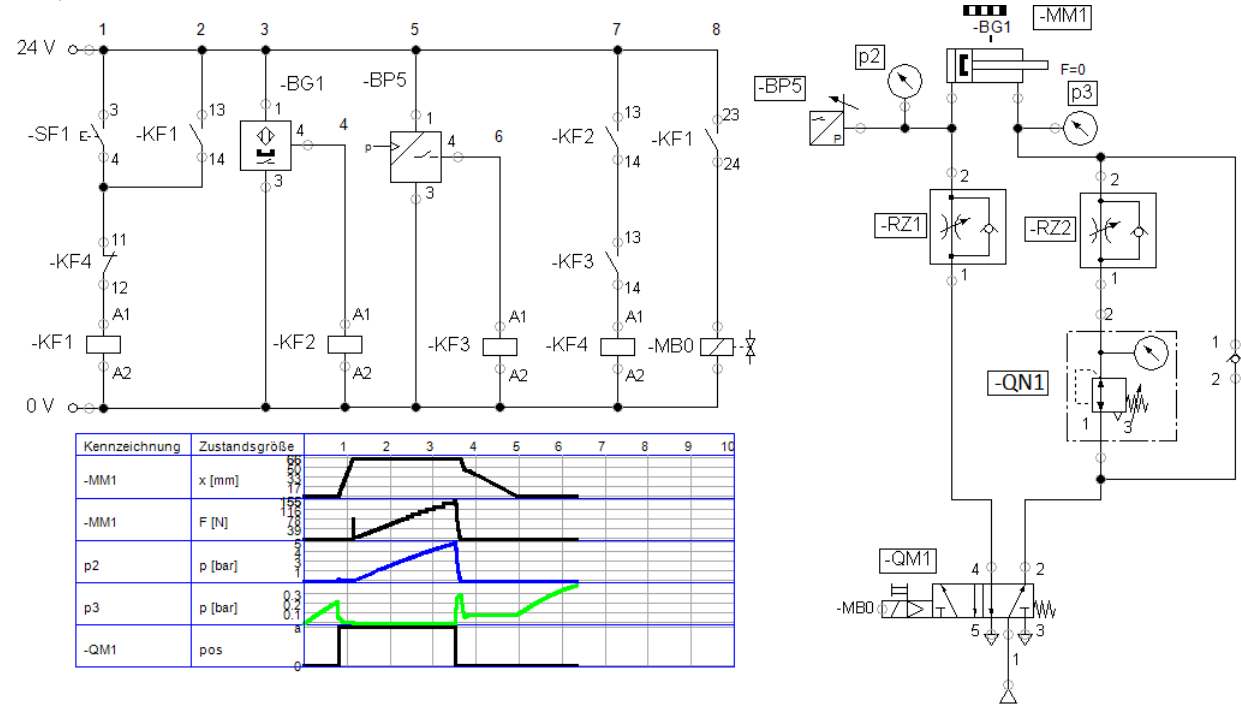 1 2 3 5 7 8
24 V
-BG1
-BP5
3 13 1 1 13 23
-SF1 E -KF1 4 4 P 4 6 -KF2 -KF1
4 14 14 24
3 3
11 13
-KF4 -KF3
12 14
A1 A1 A1 A1
-KF1 -KF2 -KF3 -KF4 -MB0
A2 A2 A2 A2
0 V
Kennzeichnung Zustandsgröße 1 2 3 4 5 6 7 8 9 10
-MM1 x [mm] 66 50 33 17
-MM1 F [N] 155 116 78 39
p2 p [bar] 5 4 3 1
p3 p [bar] 0.3 0.2 0.1
-QM1 pos a 0
-BG1 -MM1
p2
F=0
-BP5 p3
P
2 2
-RZ1 -RZ2
1 1
2
1
2
-QN1
1 3
-QM1
4 2
-MB0
5 3
1